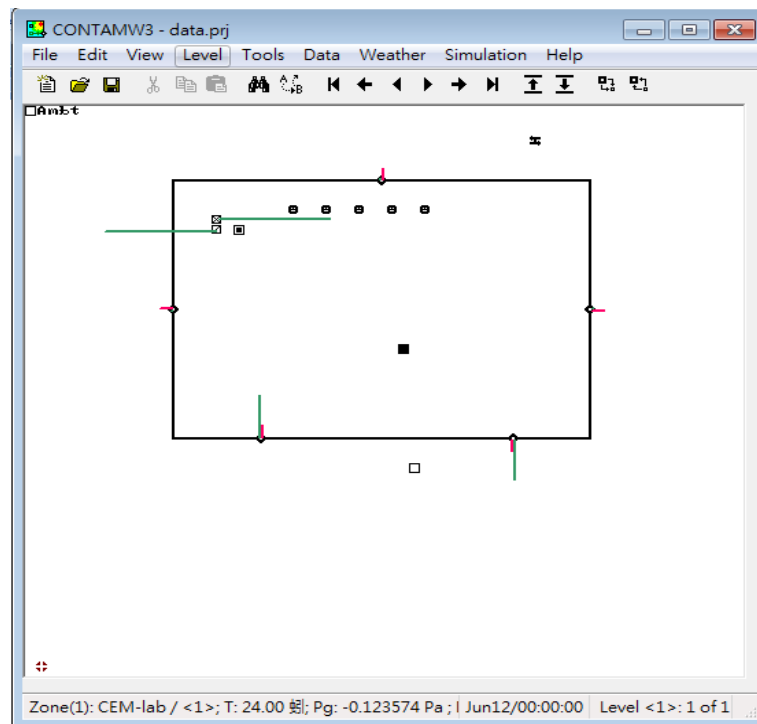 CONTAMW3 - data.prj
File Edit View Level Tools Data Weather Simulation Help
Ambt
Zone(1): CEM-lab / <1>; T: 24.00 蚓; Pg: -0.123574 Pa ; I Jun12/00:00:00 Level <1>: 1 of 1